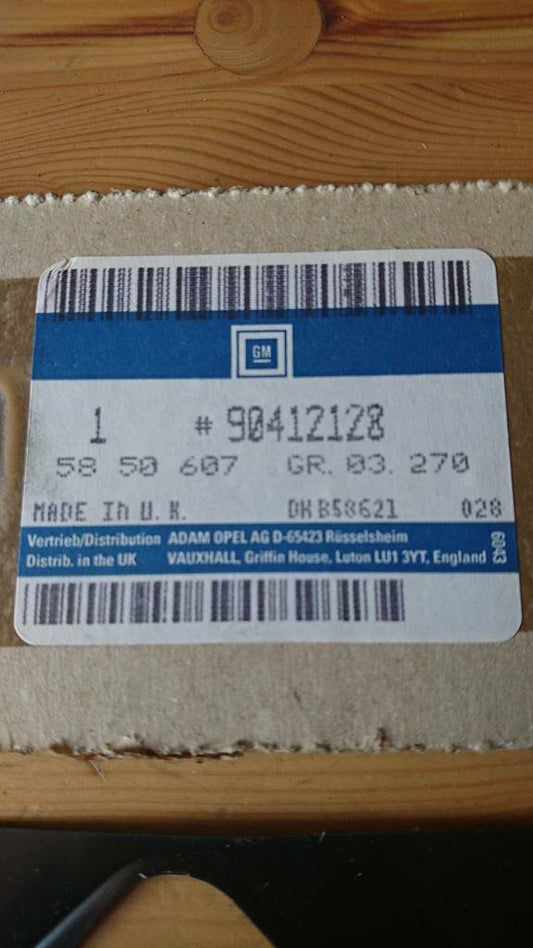 GM
1 # 90412128
58 50 607 GR. 03. 270
MADE In U. K. DK B58621 028
Vertrieb/Distribution ADAM OPEL AG D-65423 Rüsselsheim
Distrib. in the UK VAUXHALL, Griffin House, Luton LU1 3YT, England
6043